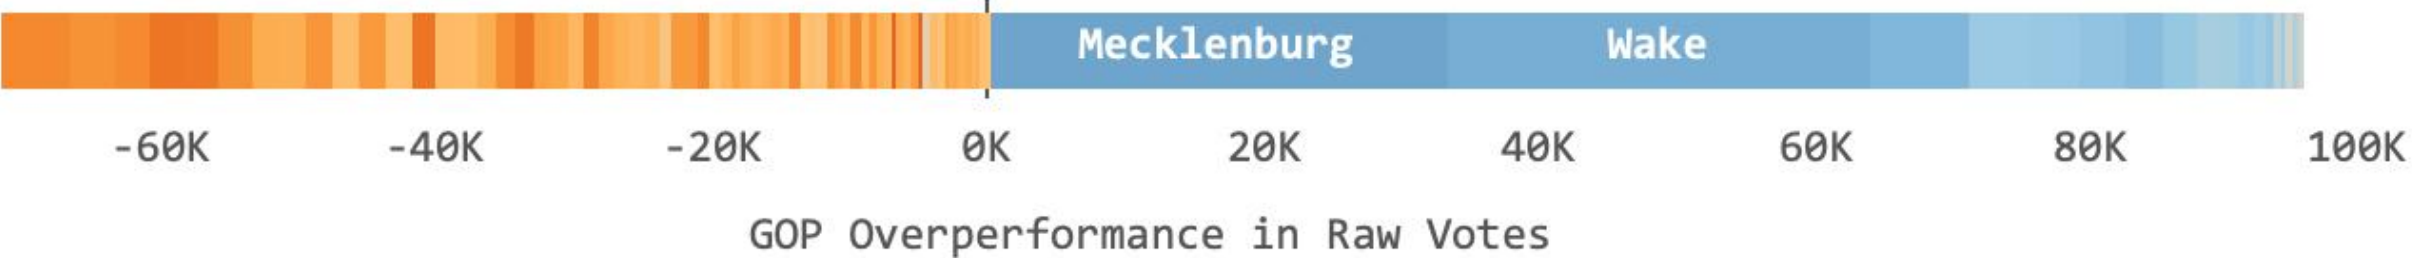 Mecklenburg Wake
-60K -40K -20K 0K 20K 40K 60K 80K 100K
GOP Overperformance in Raw Votes